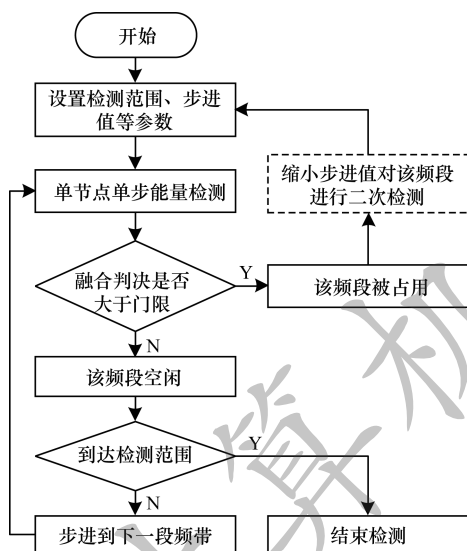 开始
设置检测范围、步进
值等参数
单节点单步能量检测
缩小步进值对该频段
进行二次检测
融合判决是否
大于门限
Y
该频段被占用
N
该频段空闲
到达检测范围
Y
N
步进到下一段频带
结束检测
算机